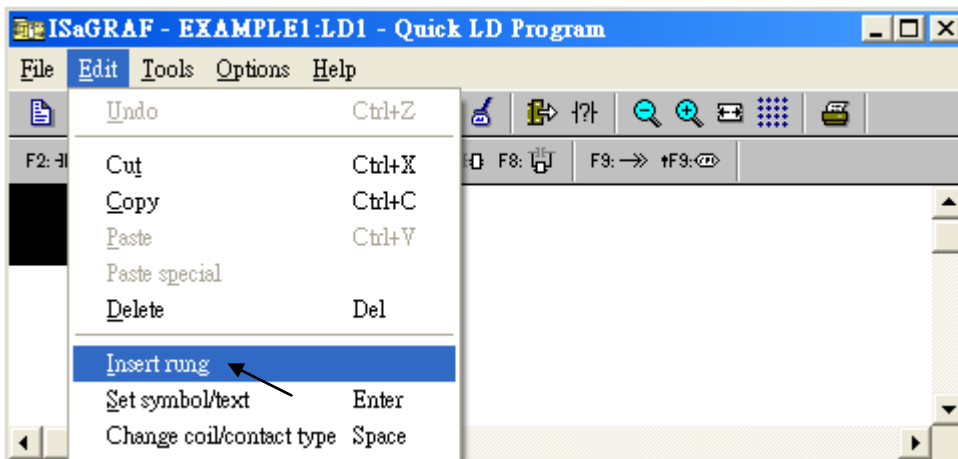 ISaGRAF - EXAMPLE1:LD1 - Quick LD Program
File Edit Tools Options Help
Undo Ctrl+Z
F2: F8: F9: F9:
Cut Ctrl+X
Copy Ctrl+C
Paste Ctrl+V
Paste special
Delete Del
Insert rung
Set symbol/text Enter
Change coil/contact type Space